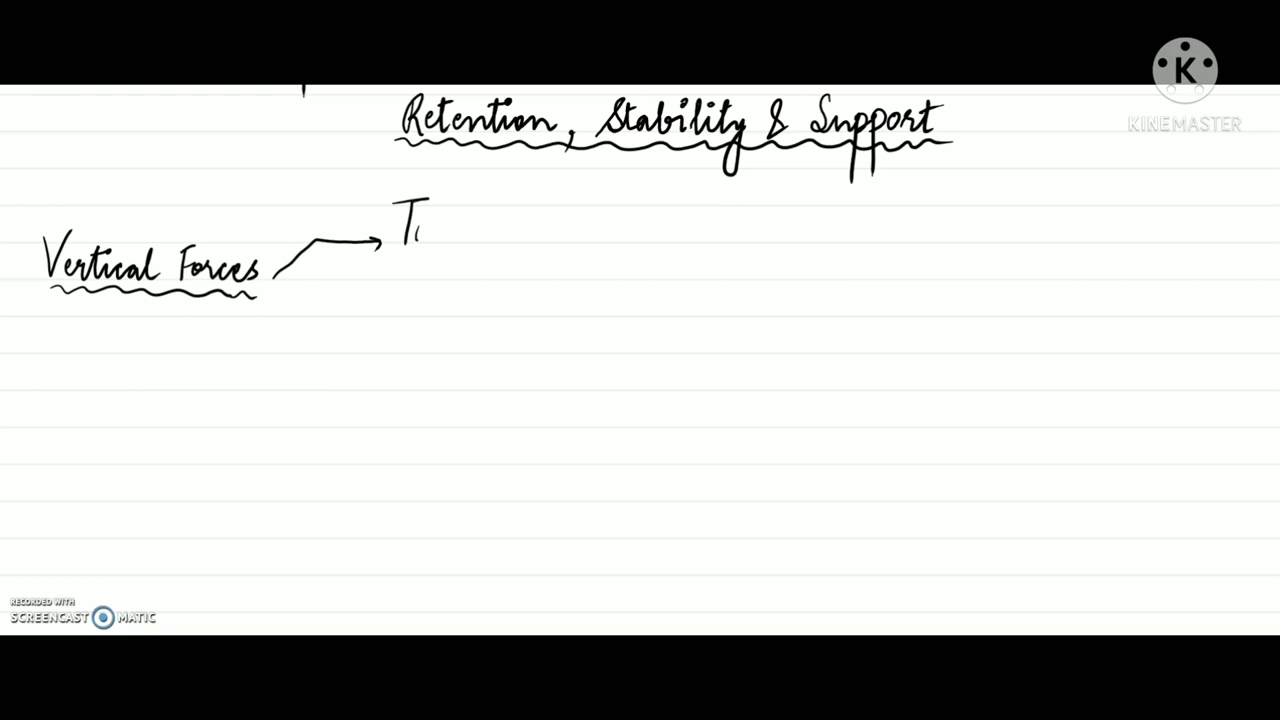 K
KINEMASTER
Retention, Stability & Support
Vertical Forces
RECORDED WITH
SCREENCAST MATIC